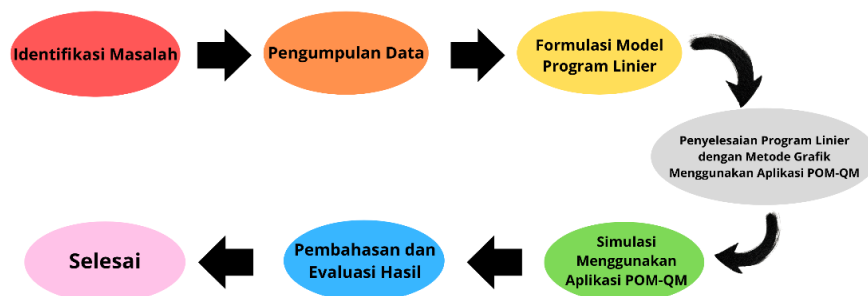 Identifikasi Masalah
Pengumpulan Data
Formulasi Model
Program Linier
Penyelesaian Program Linier
dengan Metode Grafik
Menggunakan Aplikasi POM-QM
Simulasi
Menggunakan
Aplikasi POM-QM
Pembahasan dan
Evaluasi Hasil
Selesai